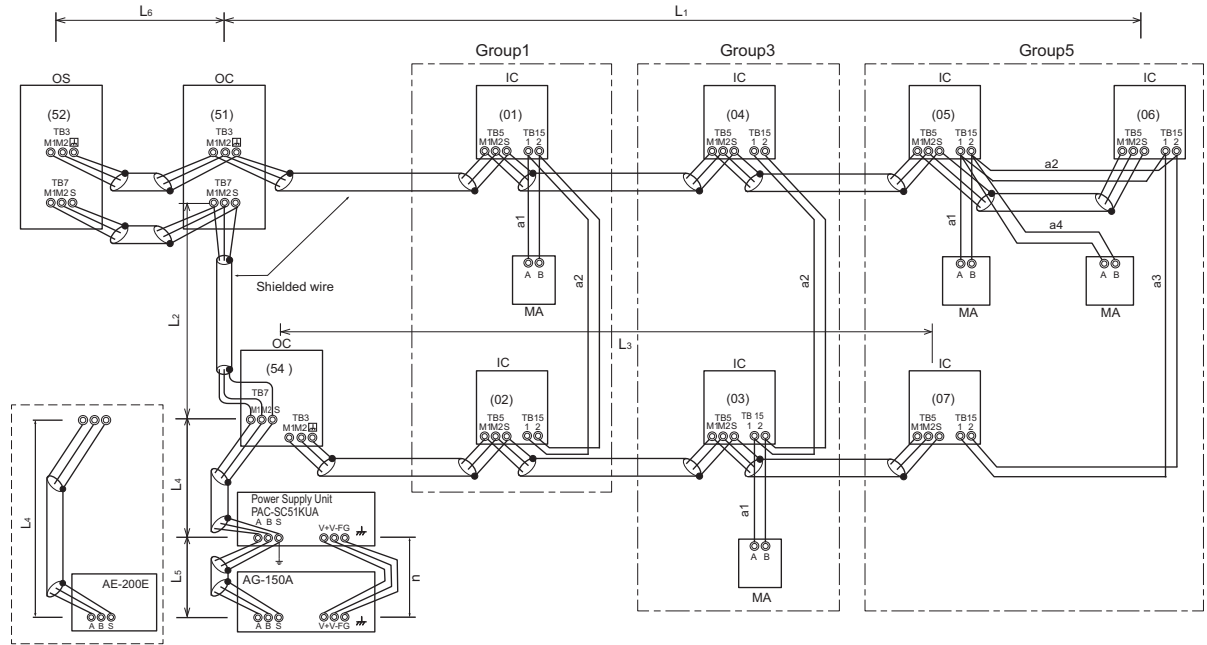 L6
L1
Group1
Group3
Group5
OS
OC
IC
IC
IC
IC
(52)
(51)
(01)
(04)
(05)
(06)
TB3
M1M2
TB3
M1M2
TB5
M1M2S
TB15
1 2
TB5
M1M2S
TB15
1 2
TB5
M1M2S
TB15
1 2
TB5
M1M2S
TB15
1 2
TB7
M1M2 S
TB7
M1M2 S
a2
a1
a1
a4
A B
MA
A B
MA
A B
MA
a2
a2
a3
Shielded wire
L2
L3
OC
(54 )
TB7
M1M2 S
TB3
M1M2
IC
(02)
TB5
M1M2S
TB15
1 2
IC
(03)
TB5
M1M2S
TB 15
1 2
IC
(07)
TB5
M1M2S
TB15
1 2
a1
A B
MA
L4
L4
Power Supply Unit
PAC-SC51KUA
A B S
V+V-FG
L5
n
AG-150A
A B S
V+V-FG
AE-200E
A B S